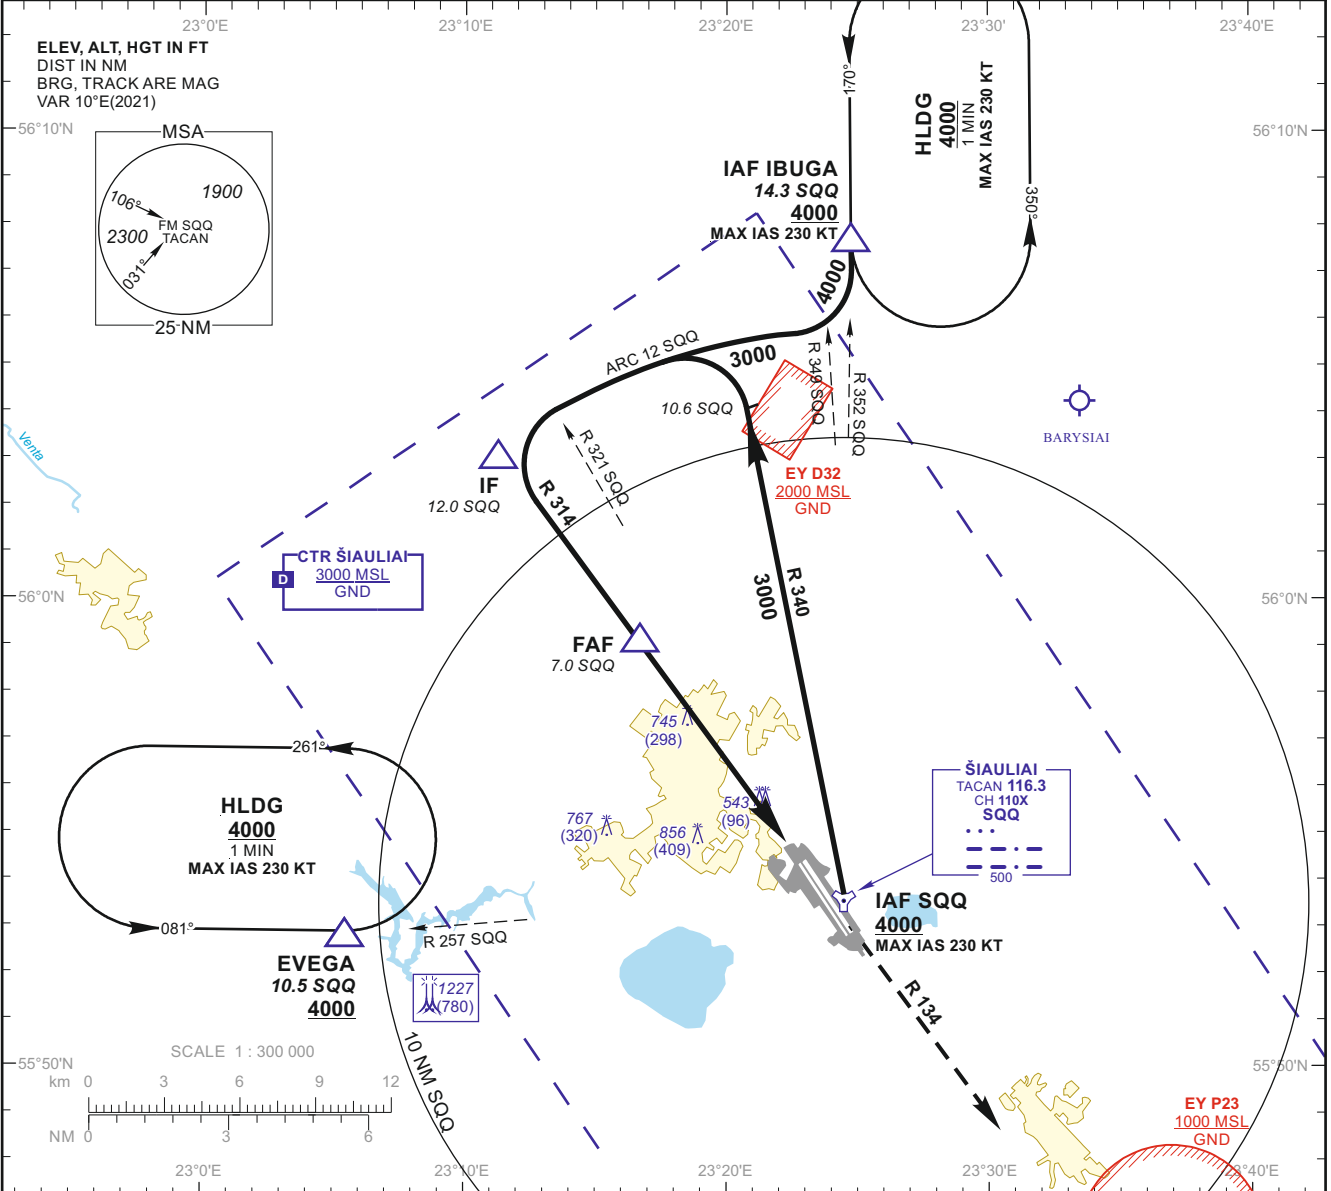 23°0'E
23°10'E
23°20'E
23°30'E
23°40'E
ELEV, ALT, HGT IN FT
DIST IN NM
BRG, TRACK ARE MAG
VAR 10°E(2021)
56°10'N
56°10'N
MSA
106°
1900
FM SQQ
TACAN
2300
031°
25 NM
170°
HLDG
4000
1 MIN
MAX IAS 230 KT
350°
IAF IBUGA
14.3 SQQ
4000
MAX IAS 230 KT
4000
ARC 12 SQQ
3000
R 349 SQQ
R 352 SQQ
10.6 SQQ
BARYSIAI
Venta
R 321 SQQ
EY D32
2000 MSL
GND
IF
12.0 SQQ
R 314
CTR ŠIAULIAI
D
3000 MSL
GND
56°0'N
56°0'N
R 340
3000
FAF
7.0 SQQ
745
(298)
261°
HLDG
4000
1 MIN
MAX IAS 230 KT
081°
543
(96)
767
(320)
856
(409)
ŠIAULIAI
TACAN 116.3
CH 110X
SQQ
500
IAF SQQ
4000
MAX IAS 230 KT
R 257 SQQ
EVEGA
10.5 SQQ
4000
1227
(780)
R 134
10 NM SQQ
SCALE 1 : 300 000
km 0 3 6 9 12
NM 0 3 6
55°50'N
55°50'N
EY P23
1000 MSL
GND
23°0'E
23°10'E
23°20'E
23°30'E
23°40'E